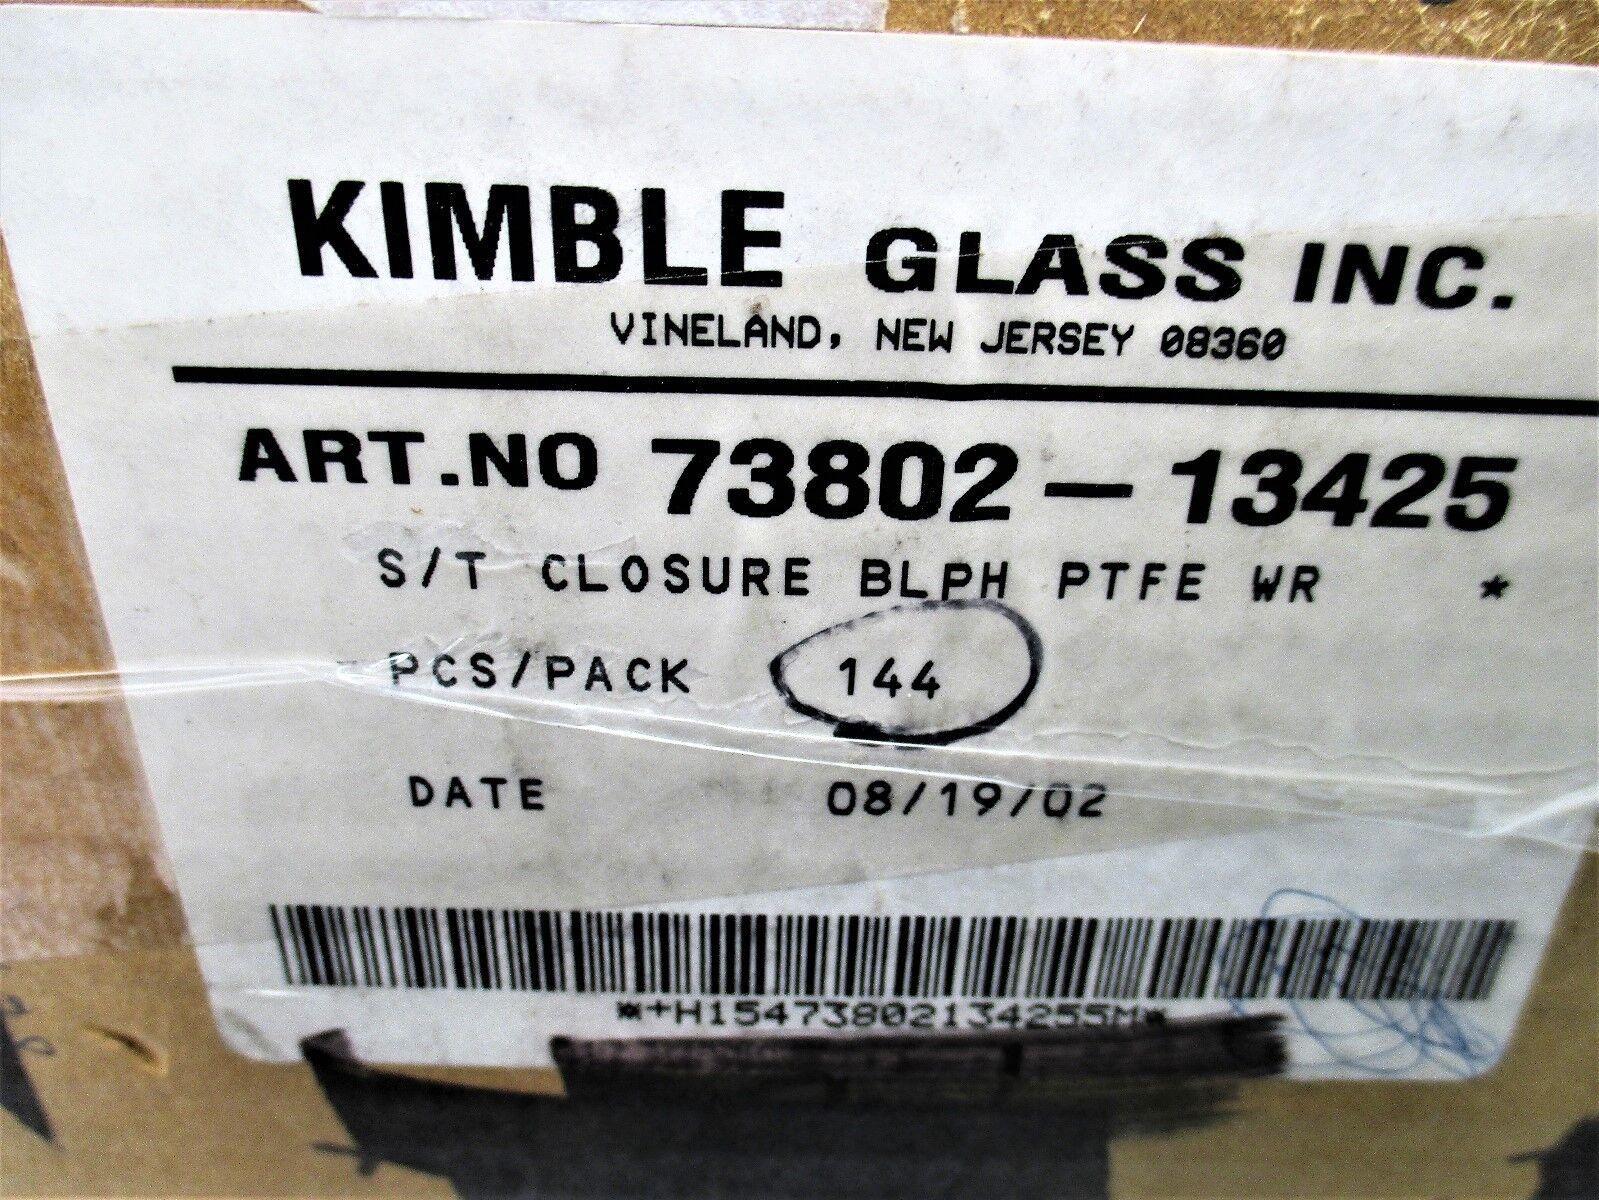 KIMBLE GLASS INC.
VINELAND, NEW JERSEY 08360
ART.NO 73802-13425
S/T CLOSURE BLPH PTFE WR *
PCS/PACK 144
DATE 08/19/02
*+H154738021342555M*